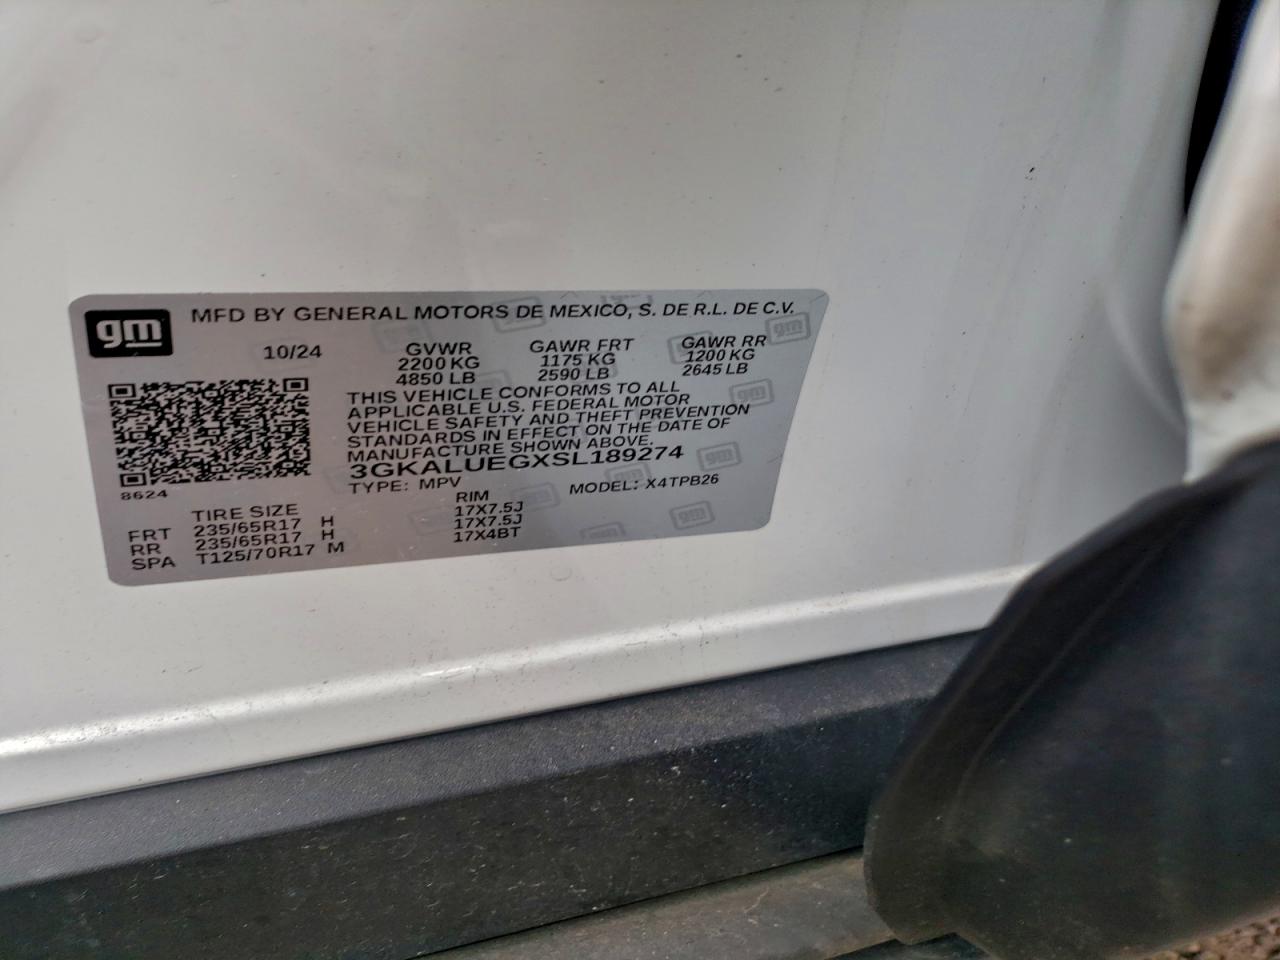 gm MFD BY GENERAL MOTORS DE MEXICO, S. DE R.L. DE C.V.
10/24 GVWR GAWR FRT GAWR RR
2200 KG 1175 KG 1200 KG
4850 LB 2590 LB 2645 LB
THIS VEHICLE CONFORMS TO ALL
APPLICABLE U.S. FEDERAL MOTOR
VEHICLE SAFETY AND THEFT PREVENTION
STANDARDS IN EFFECT ON THE DATE OF
MANUFACTURE SHOWN ABOVE.
3GKALUEGXSL189274
8624
TYPE: MPV MODEL: X4TPB26
TIRE SIZE RIM
FRT 235/65R17 H 17X7.5J
RR 235/65R17 H 17X7.5J
SPA T125/70R17 M 17X4BT